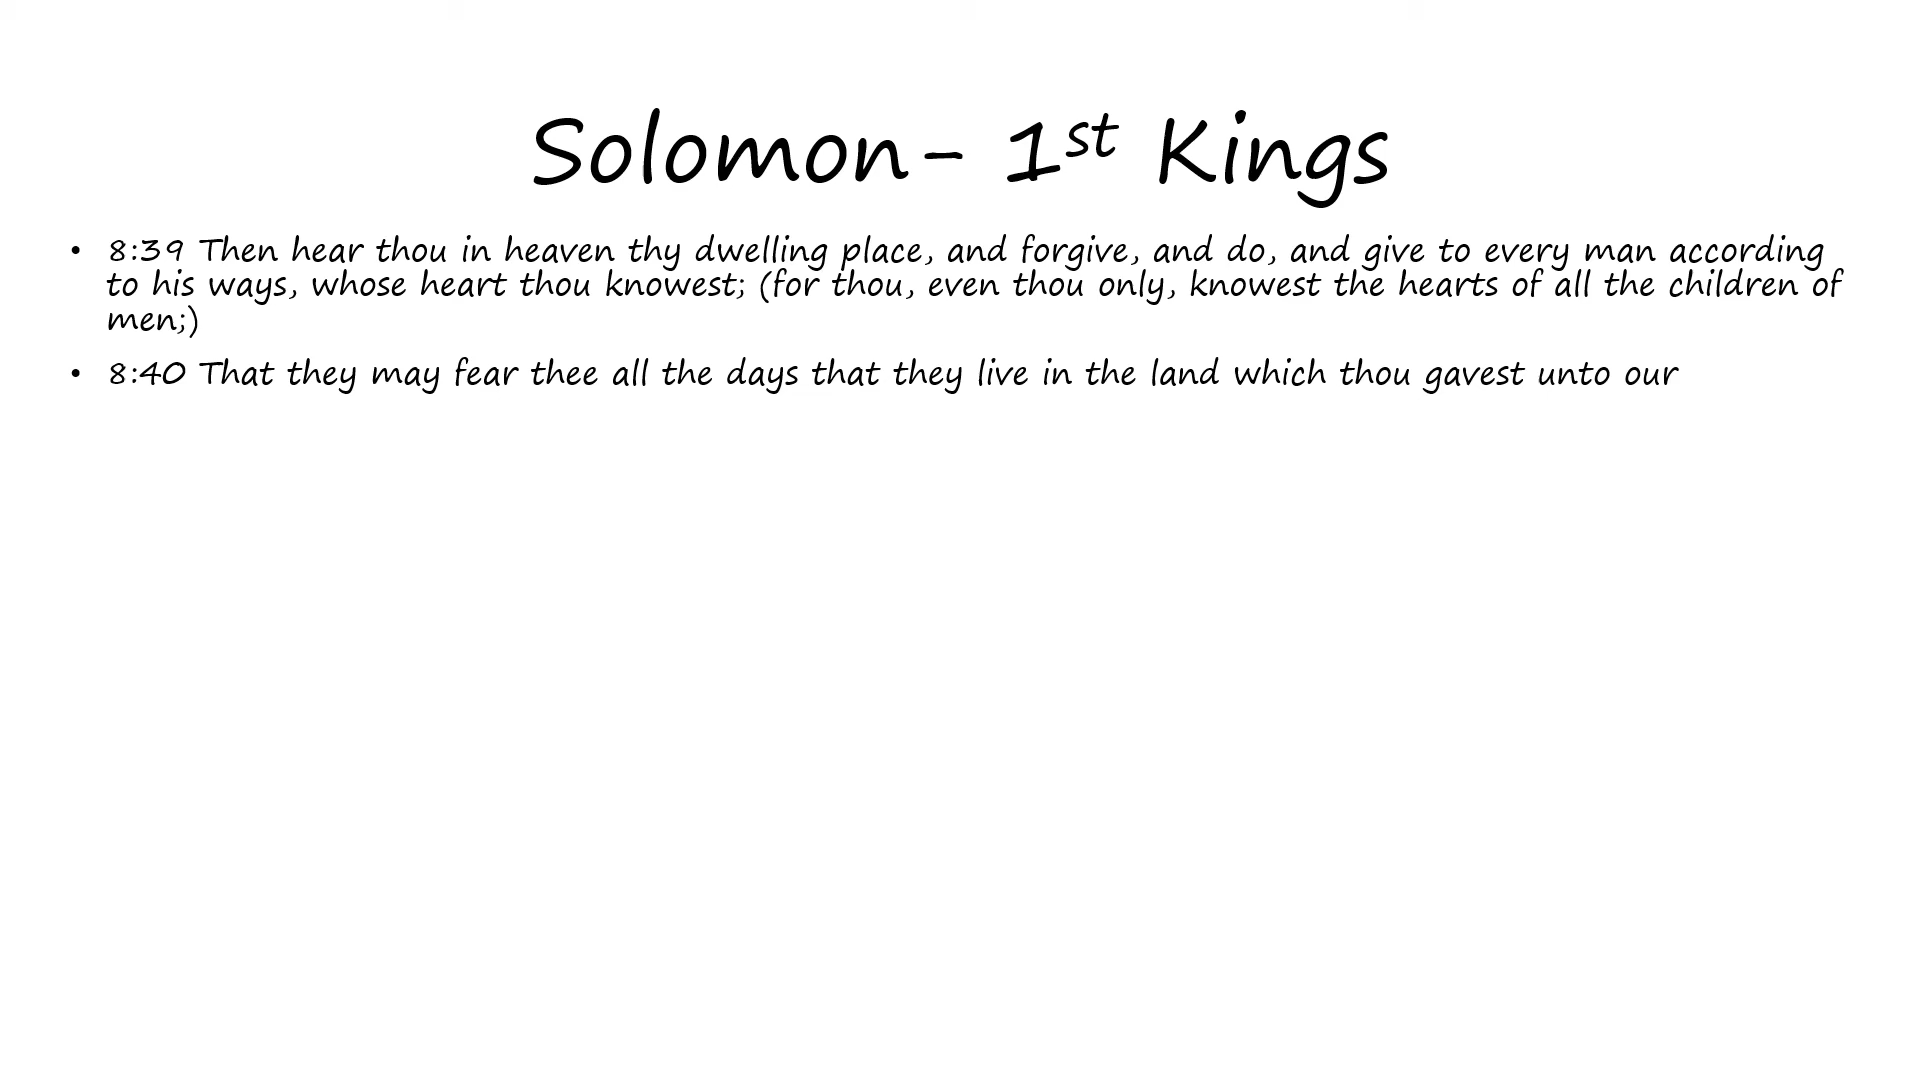 Solomon- 1st Kings
• 8:39 Then hear thou in heaven thy dwelling place, and forgive, and do, and give to every man according
to his ways, whose heart thou knowest; (for thou, even thou only, knowest the hearts of all the children of
men;)
• 8:40 That they may fear thee all the days that they live in the land which thou gavest unto our